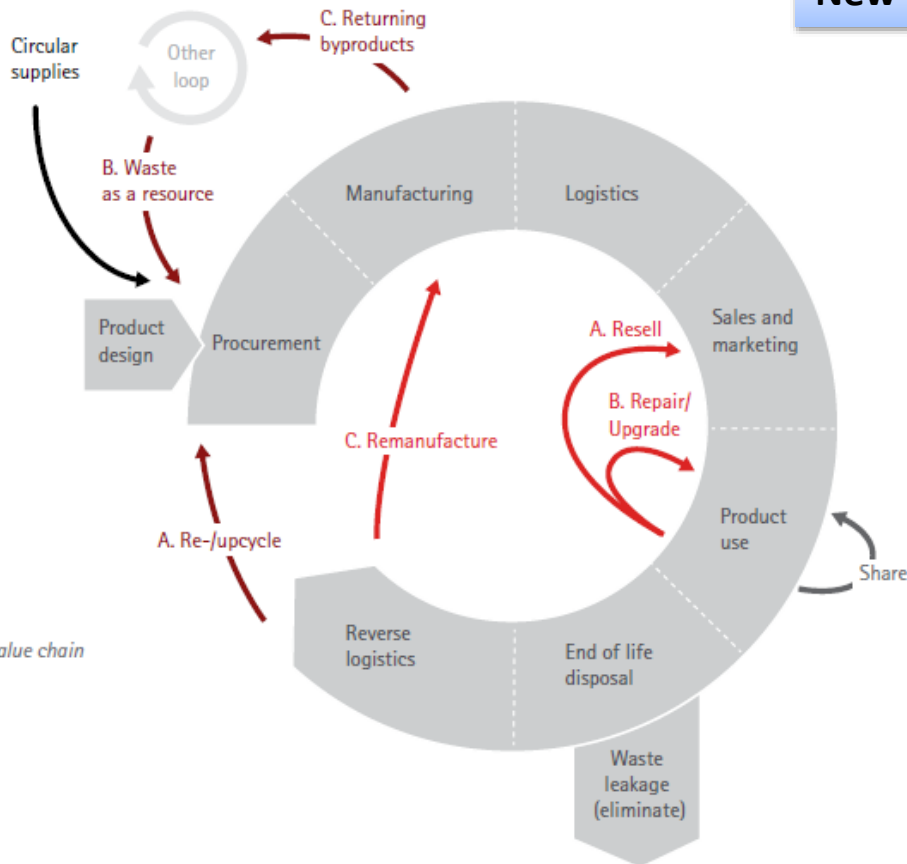 New
C. Returning
byproducts
Circular
supplies
Other
loop
B. Waste
as a resource
Manufacturing
Logistics
Product
design
Procurement
Sales and
marketing
A. Resell
B. Repair/
Upgrade
C. Remanufacture
Product
use
A. Re-/upcycle
Share
Reverse
logistics
End of life
disposal
alue chain
Waste
leakage
(eliminate)